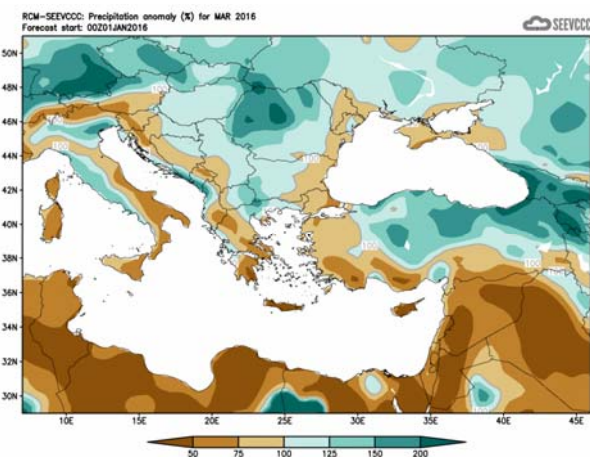 RCM-SEEVCCC: Precipitation anomaly (%) for MAR 2016
Forecast start: 00Z01JAN2016
SEEVCCC
50N
48N
46N
44N
42N
40N
38N
36N
34N
32N
30N
10E 15E 20E 25E 30E 35E 40E 45E
50 75 100 125 150 200